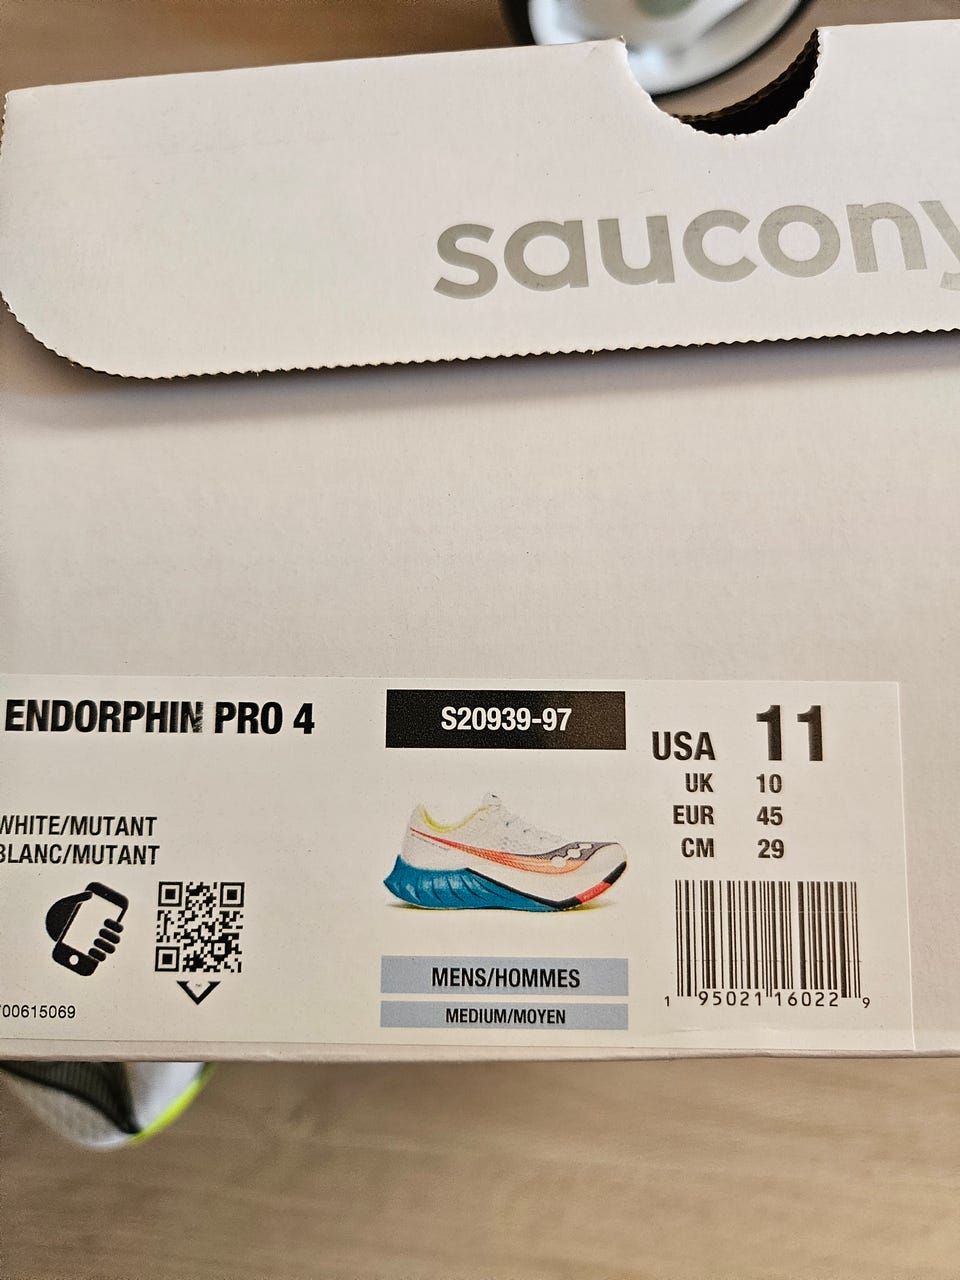 saucony
ENDORPHIN PRO 4
S20939-97
USA 11
UK 10
EUR 45
CM 29
WHITE/MUTANT
BLANC/MUTANT
MENS/HOMMES
MEDIUM/MOYEN
700615069
1 95021 16022 9